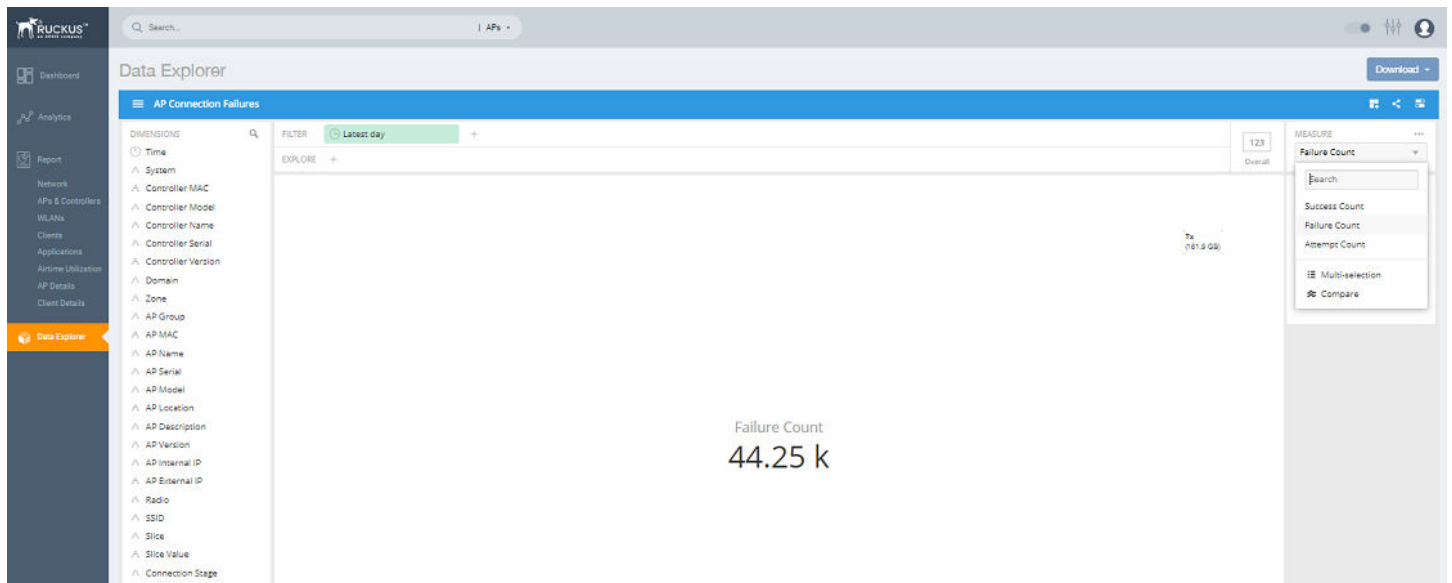 RUCKUS™
Search...
| APs
Data Explorer
Download
Dashboard
Analytics
Report
Network
APs & Controllers
WLANs
Clients
Applications
Airtime Utilization
AP Details
Client Details
Data Explorer
AP Connection Failures
DIMENSIONS
Time
System
Controller MAC
Controller Model
Controller Name
Controller Serial
Controller Version
Domain
Zone
AP Group
AP MAC
AP Name
AP Serial
AP Model
AP Location
AP Description
AP Version
AP Internal IP
AP External IP
Radio
SSID
Slice
Slice Value
Connection Stage
FILTER Latest day +
EXPLORE +
123
Overall
Tx
(161.9 GB)
Failure Count
44.25 k
MEASURE ...
Failure Count
Search
Success Count
Failure Count
Attempt Count
Multi-selection
Compare